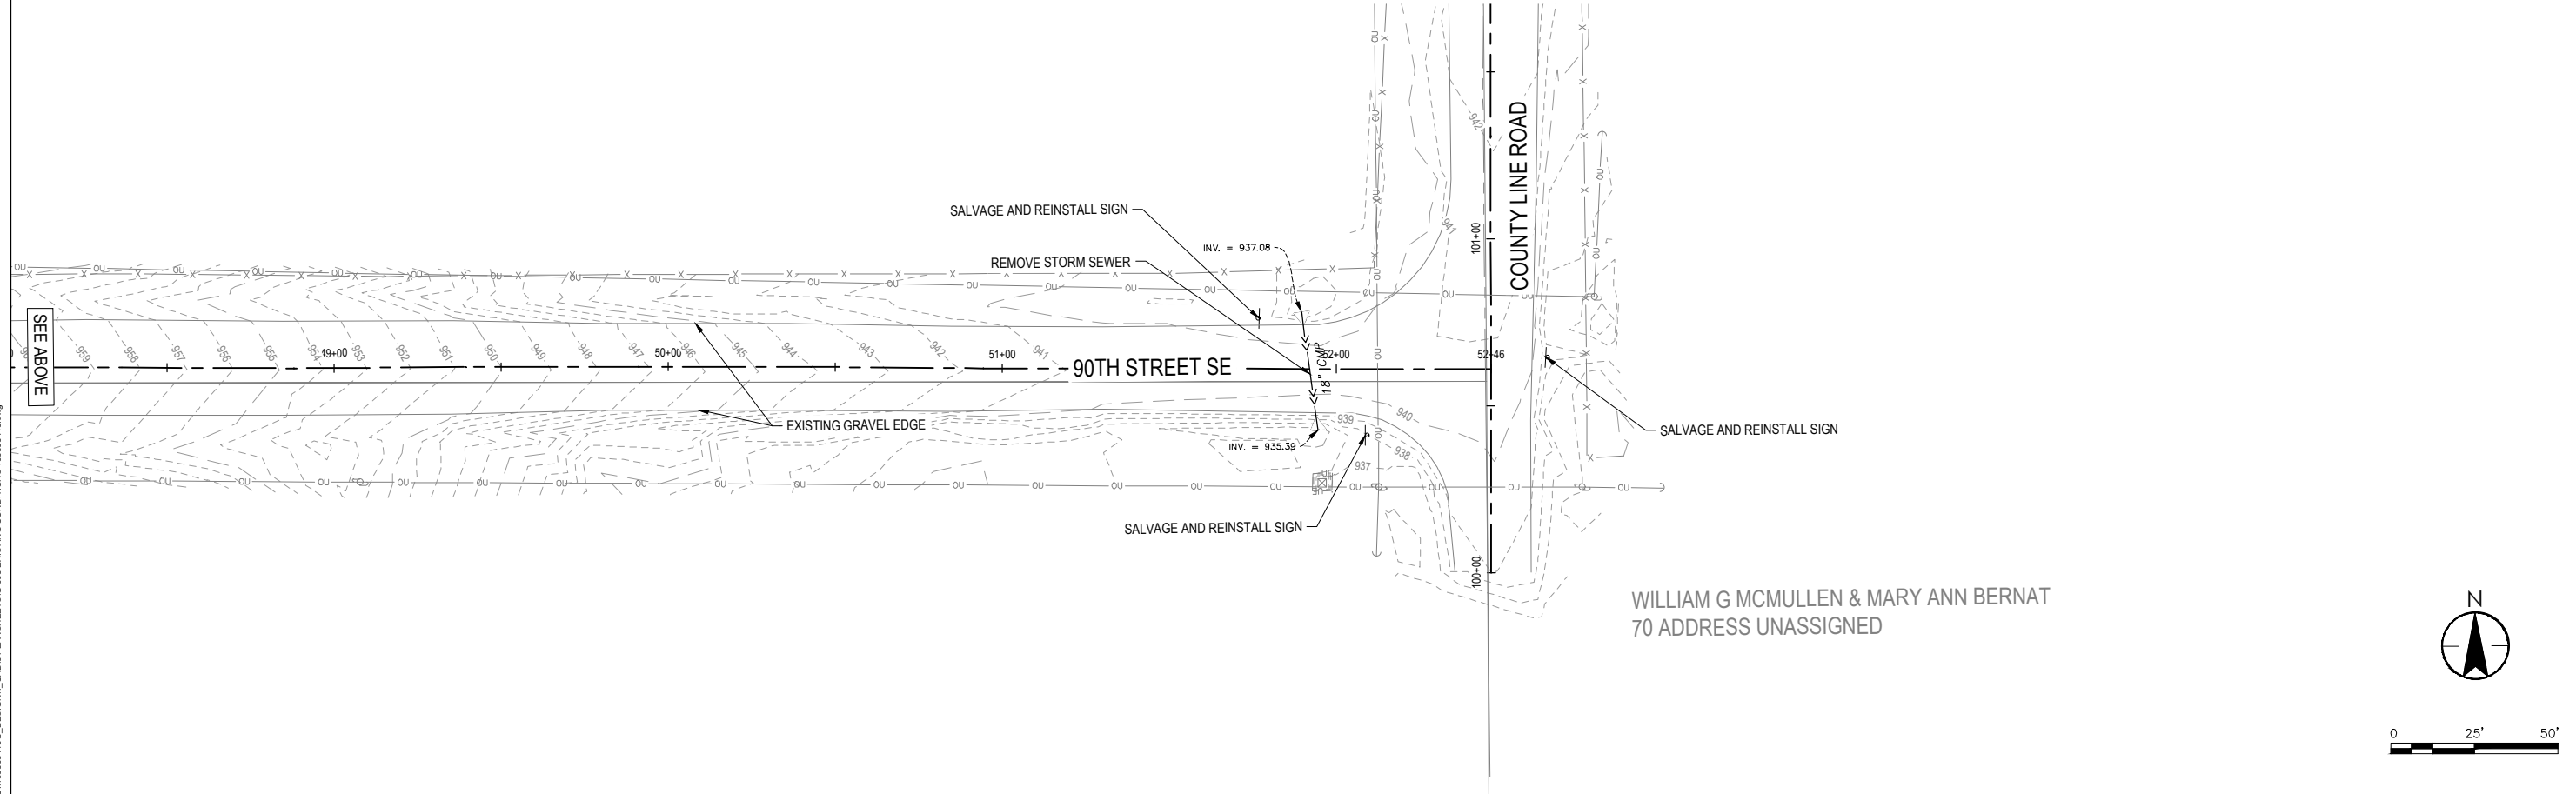 COUNTY LINE ROAD
942
941
101+00
SALVAGE AND REINSTALL SIGN
INV. = 937.08
REMOVE STORM SEWER
SEE ABOVE
959
958
957
956
955
954
953
952
951
950
949
948
947
946
945
944
943
942
941
49+00
50+00
51+00
52+00
52+46
90TH STREET SE
18" CMP
EXISTING GRAVEL EDGE
939
940
938
937
INV. = 935.39
SALVAGE AND REINSTALL SIGN
SALVAGE AND REINSTALL SIGN
100+00
WILLIAM G MCMULLEN & MARY ANN BERNAT
70 ADDRESS UNASSIGNED
N
0 25' 50'